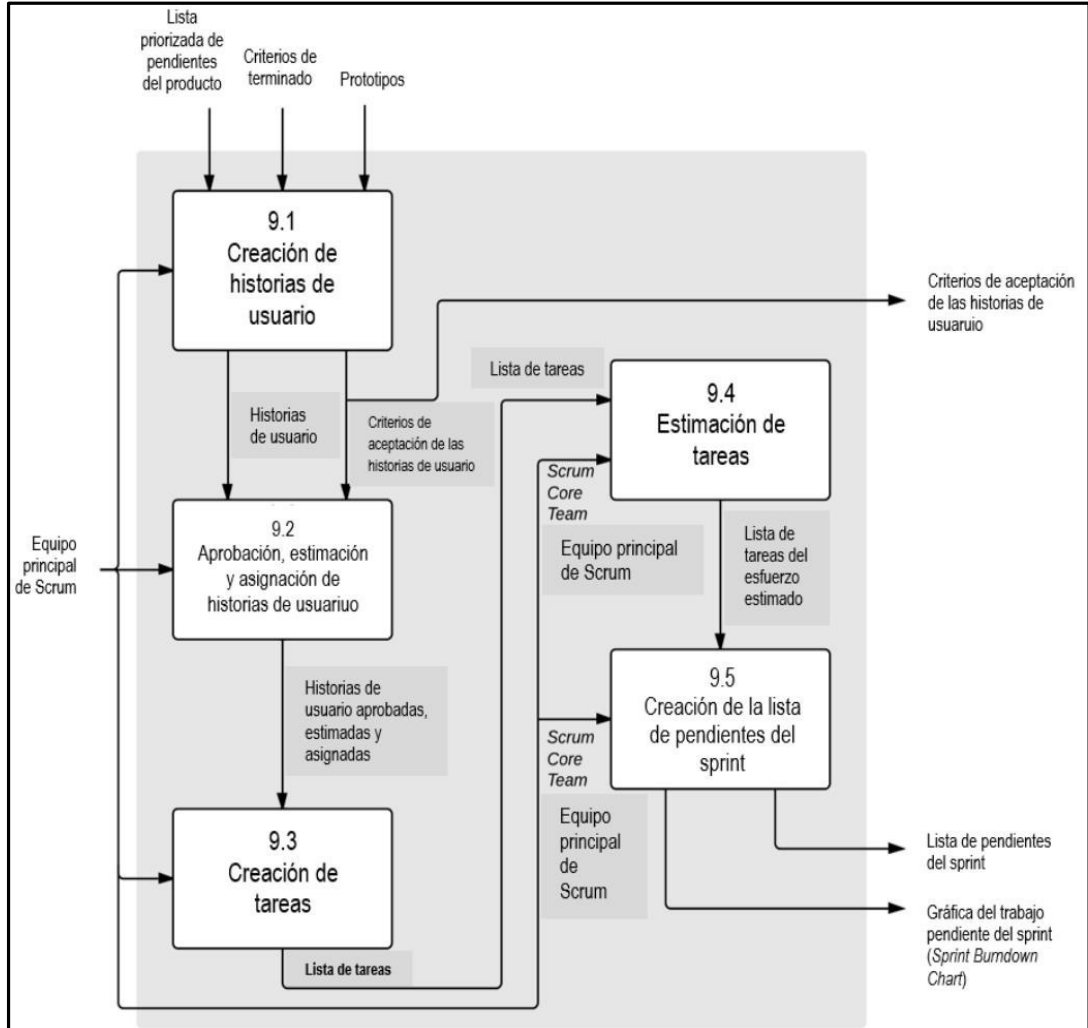 Lista
priorizada de
pendientes
del producto
Criterios de
terminado
Prototipos
9.1
Creación de
historias de
usuario
Criterios de aceptación
de las historias de
usuaruio
Historias
de usuario
Criterios de
aceptación de las
historias de usuario
Lista de tareas
9.4
Estimación de
tareas
Equipo
principal
de Scrum
9.2
Aprobación, estimación
y asignación de
historias de usuariuo
Scrum
Core
Team
Equipo principal
de Scrum
Lista de
tareas del
esfuerzo
estimado
Historias de
usuario aprobadas,
estimadas y
asignadas
9.5
Creación de la lista
de pendientes del
sprint
Scrum
Core
Team
Equipo
principal
de
Scrum
9.3
Creación de
tareas
Lista de tareas
Lista de pendientes
del sprint
Gráfica del trabajo
pendiente del sprint
(Sprint Burndown
Chart)